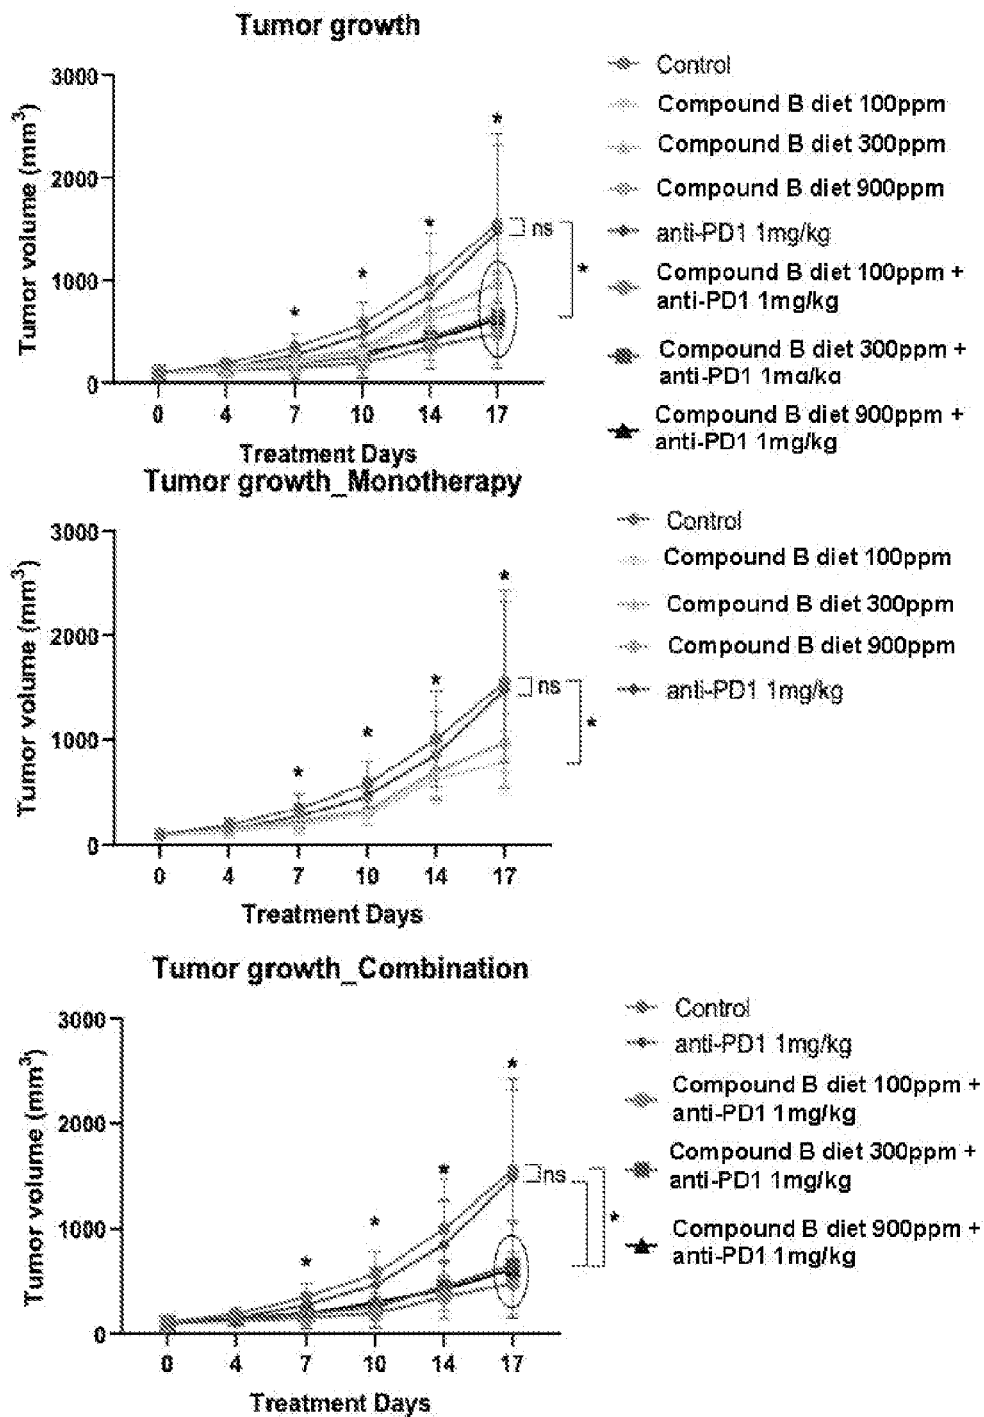 Tumor growth
Tumor volume (mm³)
3000
2000
1000
0
0 4 7 10 14 17
Treatment Days
* * * *
ns
*
Control
Compound B diet 100ppm
Compound B diet 300ppm
Compound B diet 900ppm
anti-PD1 1mg/kg
Compound B diet 100ppm +
anti-PD1 1mg/kg
Compound B diet 300ppm +
anti-PD1 1mg/kg
Compound B diet 900ppm +
anti-PD1 1mg/kg
Tumor growth_Monotherapy
Tumor volume (mm³)
3000
2000
1000
0
0 4 7 10 14 17
Treatment Days
* * * *
ns
*
Control
Compound B diet 100ppm
Compound B diet 300ppm
Compound B diet 900ppm
anti-PD1 1mg/kg
Tumor growth_Combination
Tumor volume (mm³)
3000
2000
1000
0
0 4 7 10 14 17
Treatment Days
* * * *
ns
*
Control
anti-PD1 1mg/kg
Compound B diet 100ppm +
anti-PD1 1mg/kg
Compound B diet 300ppm +
anti-PD1 1mg/kg
Compound B diet 900ppm +
anti-PD1 1mg/kg